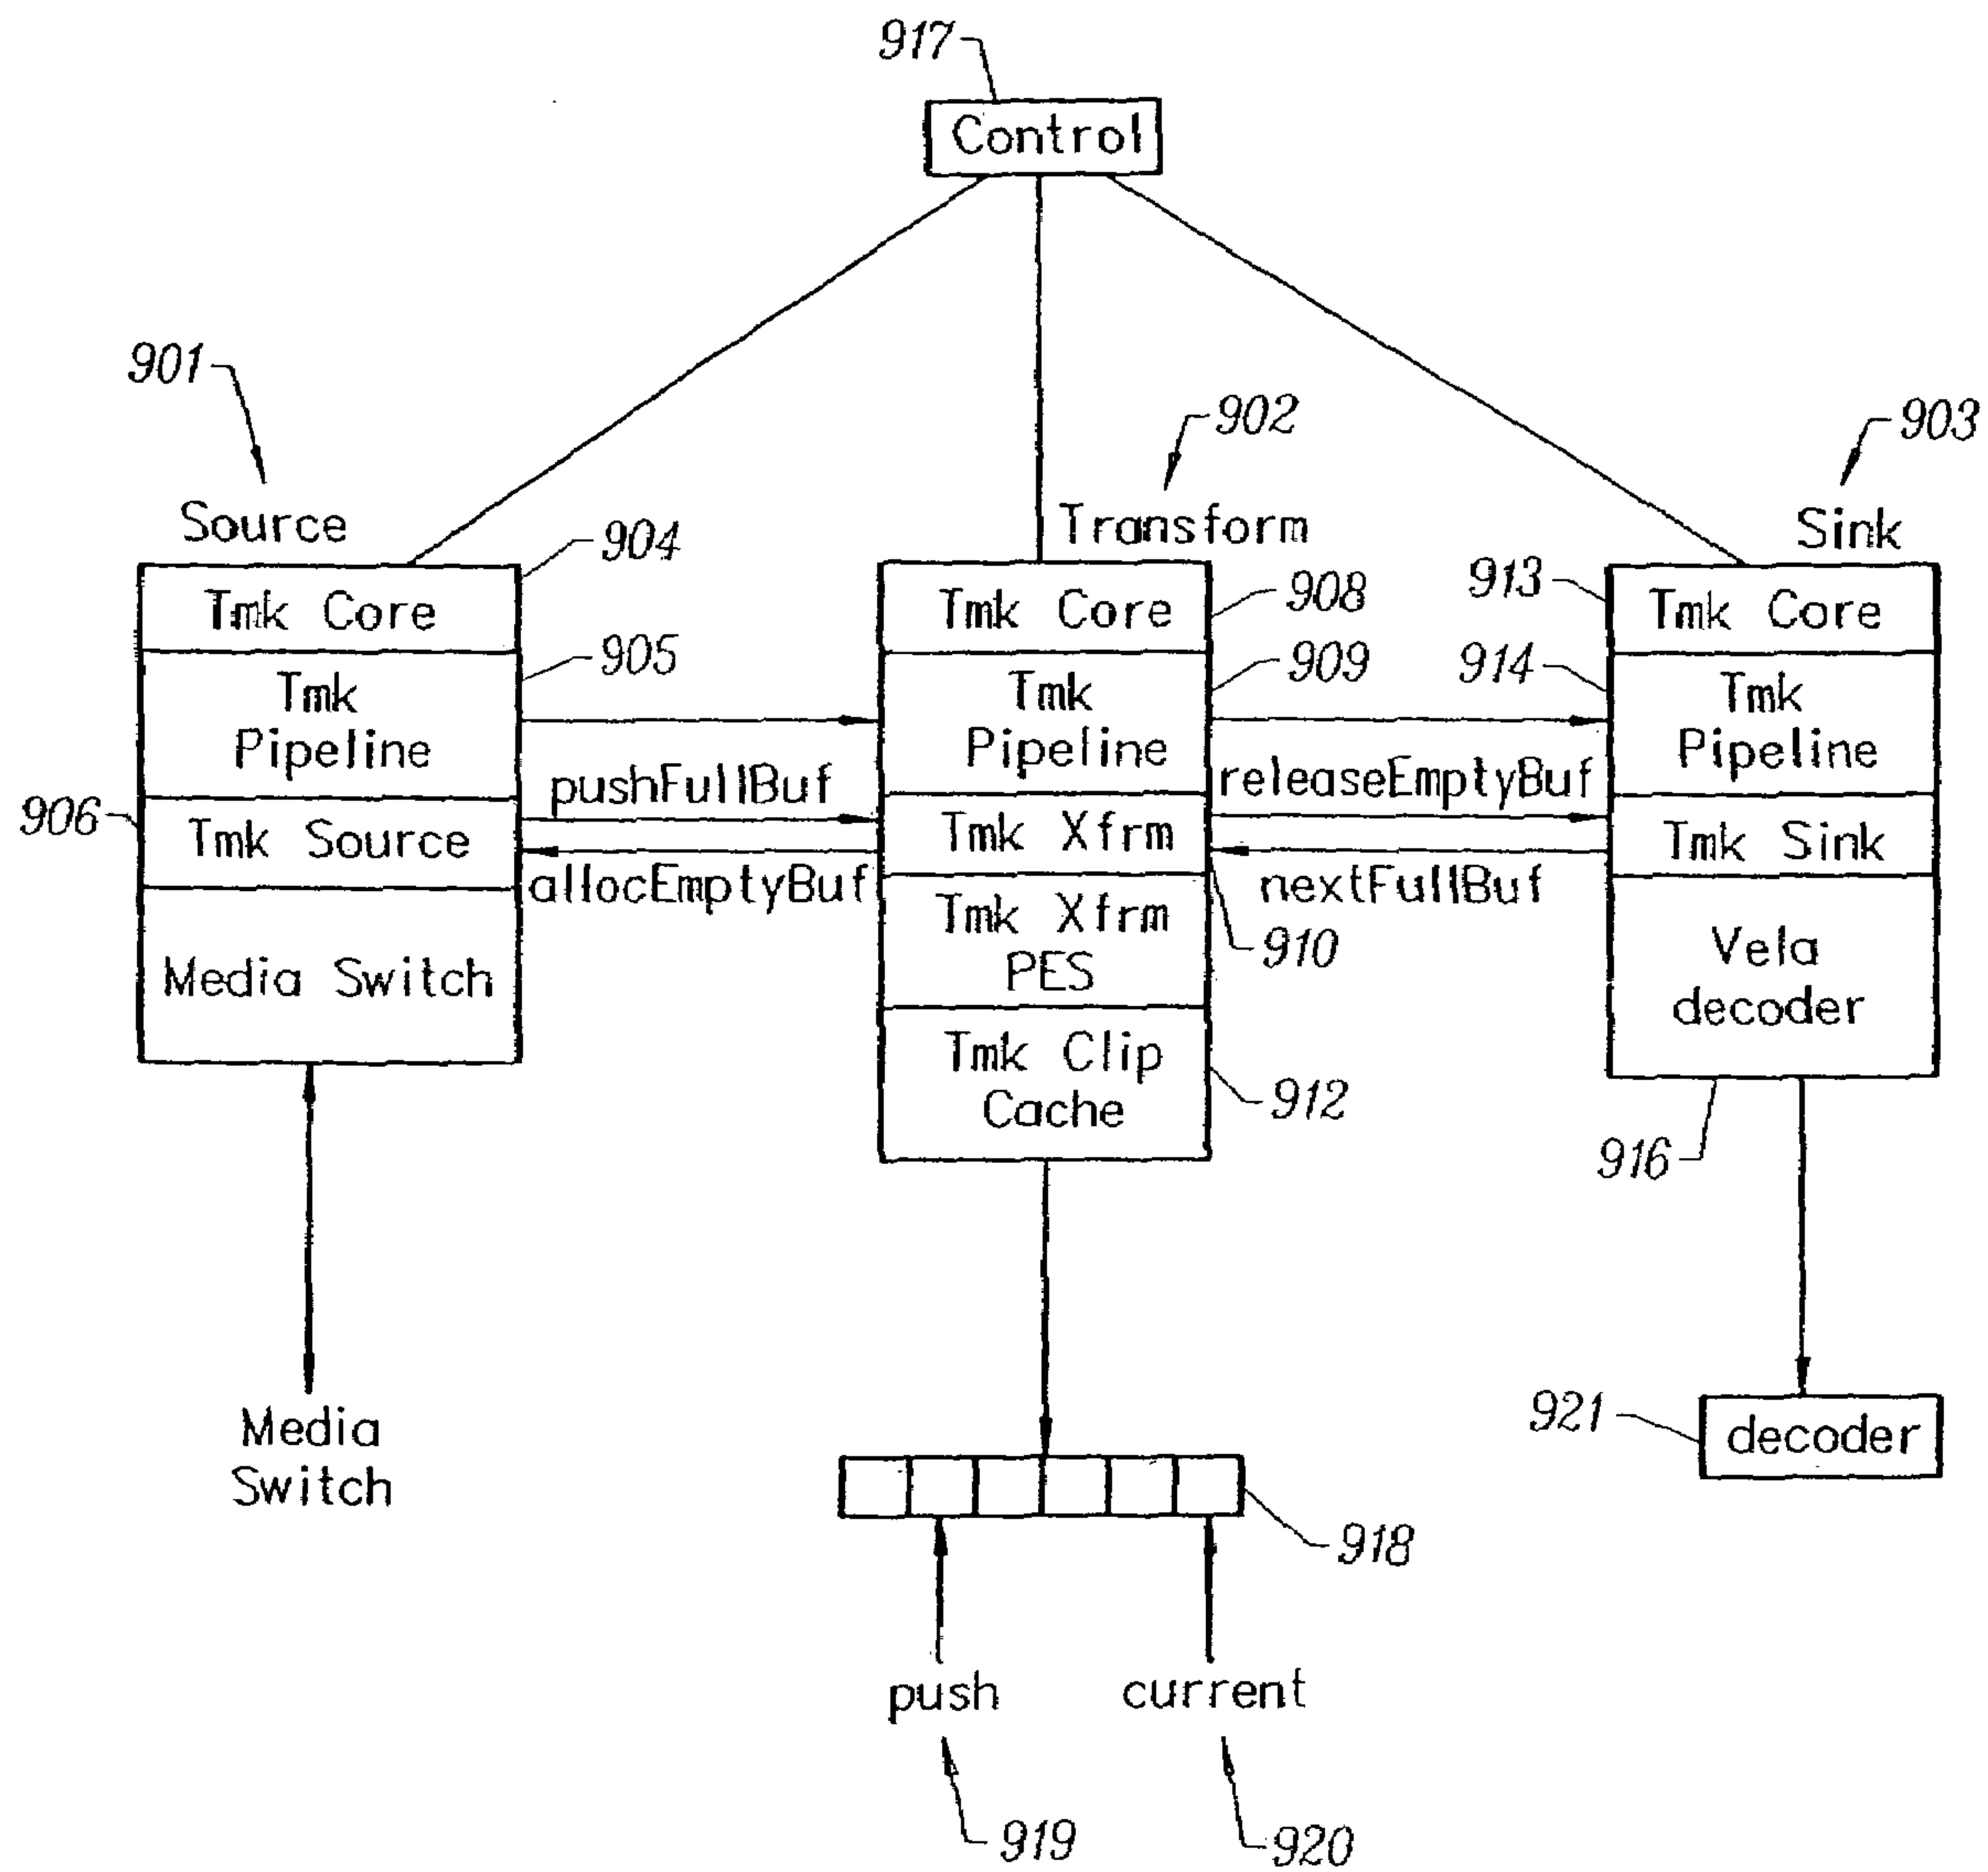 917
Control
901
902
903
Source
Transform
Sink
904
Tmk Core
908
Tmk Core
913
Tmk Core
905
Tmk
Pipeline
909
Tmk
Pipeline
914
Tmk
Pipeline
pushFullBuf
releaseEmptyBuf
906
Tmk Source
Tmk Xfrm
Tmk Sink
allocEmptyBuf
nextFullBuf
910
Media Switch
Tmk Xfrm
PES
Vela
decoder
Tmk Clip
Cache
912
916
Media
Switch
921
decoder
918
push
current
919
920